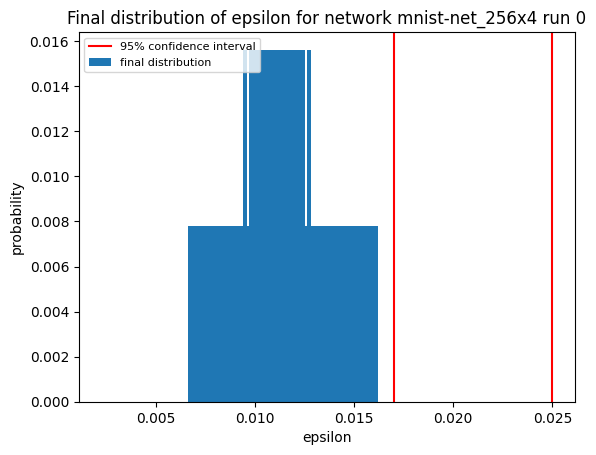 Final distribution of epsilon for network mnist-net_256x4 run 0
95% confidence interval
final distribution
0.016
0.014
0.012
0.010
0.008
0.006
0.004
0.002
0.000
probability
0.005
0.010
0.015
0.020
0.025
epsilon